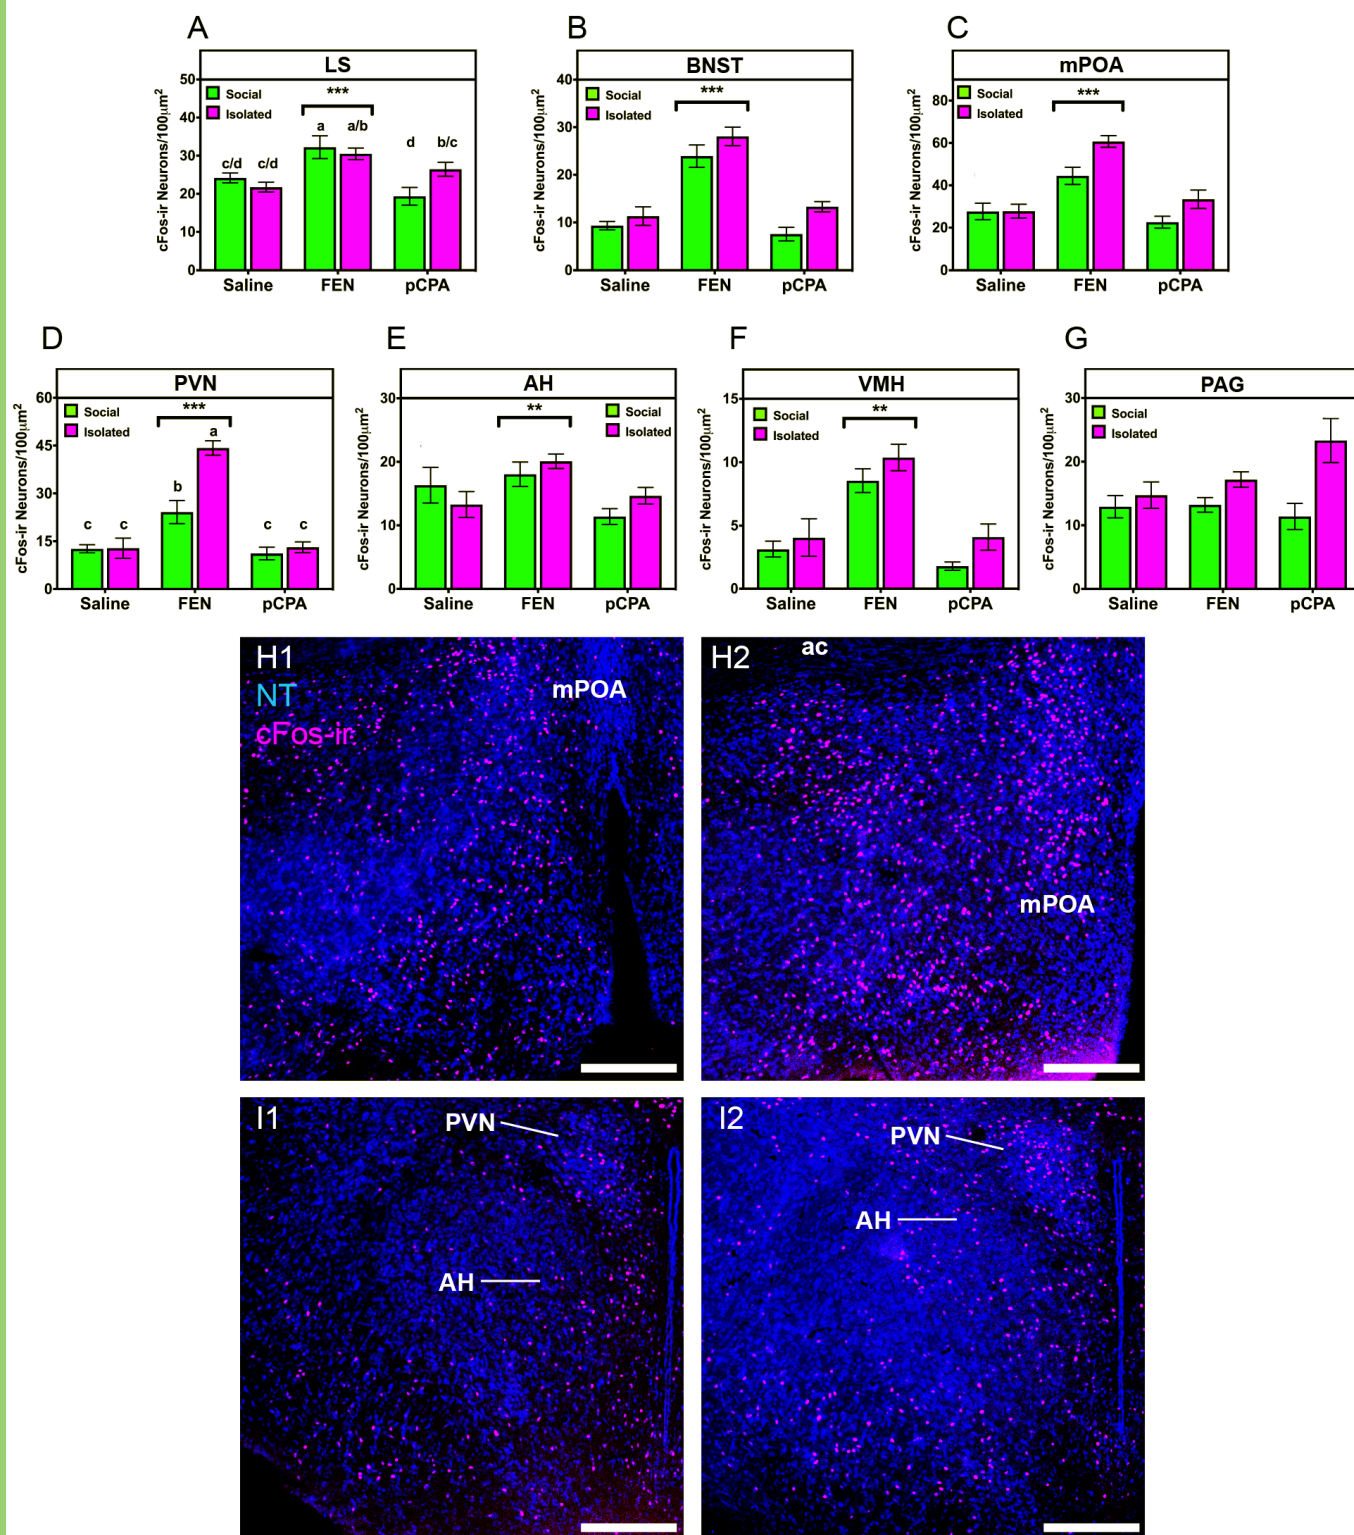 A
B
C
LS
BNST
mPOA
cFos-ir Neurons/100µm²
50
40
30
20
10
0
Social
Isolated
***
c/d
c/d
a
a/b
d
b/c
Saline
FEN
pCPA
cFos-ir Neurons/100µm²
40
30
20
10
0
Social
Isolated
***
Saline
FEN
pCPA
cFos-ir Neurons/100µm²
80
60
40
20
0
Social
Isolated
***
Saline
FEN
pCPA
D
E
F
G
PVN
AH
VMH
PAG
cFos-ir Neurons/100µm²
60
45
30
15
0
Social
Isolated
***
c
c
b
a
c
c
Saline
FEN
pCPA
cFos-ir Neurons/100µm²
30
20
10
0
**
Social
Isolated
Saline
FEN
pCPA
cFos-ir Neurons/100µm²
15
10
5
0
Social
Isolated
**
Saline
FEN
pCPA
cFos-ir Neurons/100µm²
30
20
10
0
Social
Isolated
Saline
FEN
pCPA
H1
NT
cFos-ir
mPOA
H2
ac
mPOA
I1
PVN
AH
I2
PVN
AH